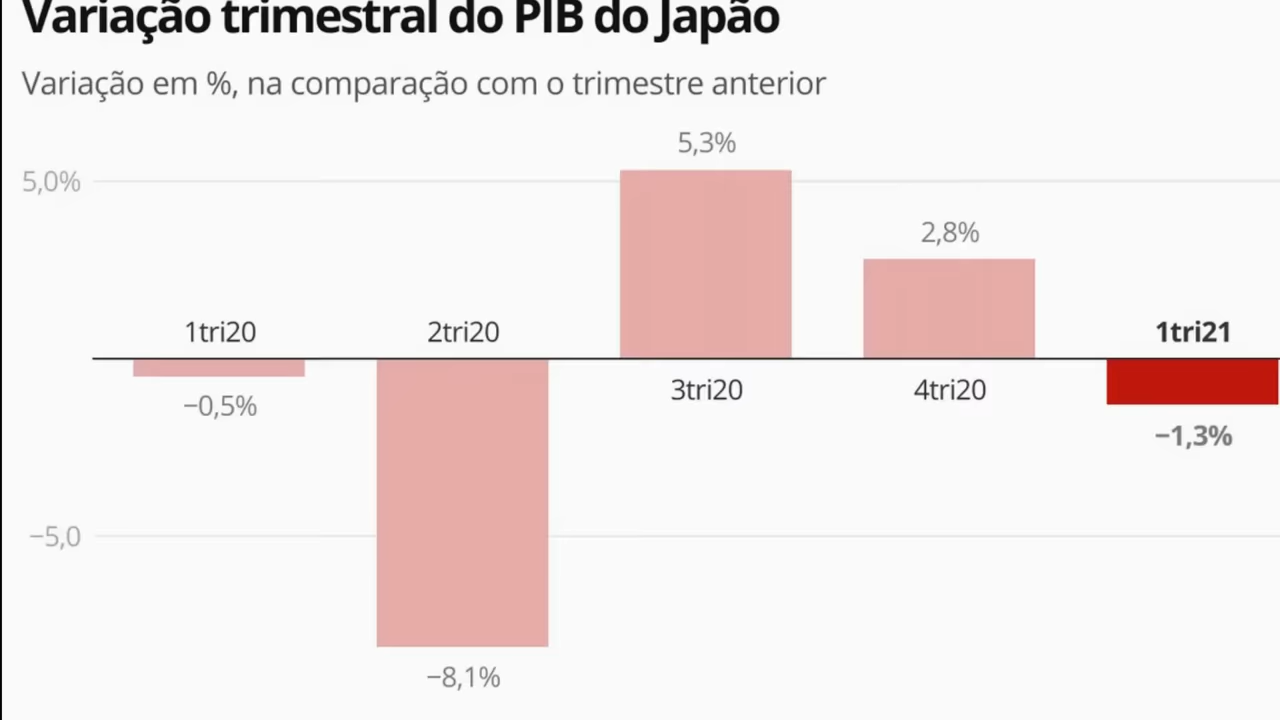 Variação trimestral do PIB do Japão
Variação em %, na comparação com o trimestre anterior
5,3%
5,0%
2,8%
1tri20
2tri20
1tri21
3tri20
4tri20
−0,5%
−1,3%
−5,0
−8,1%